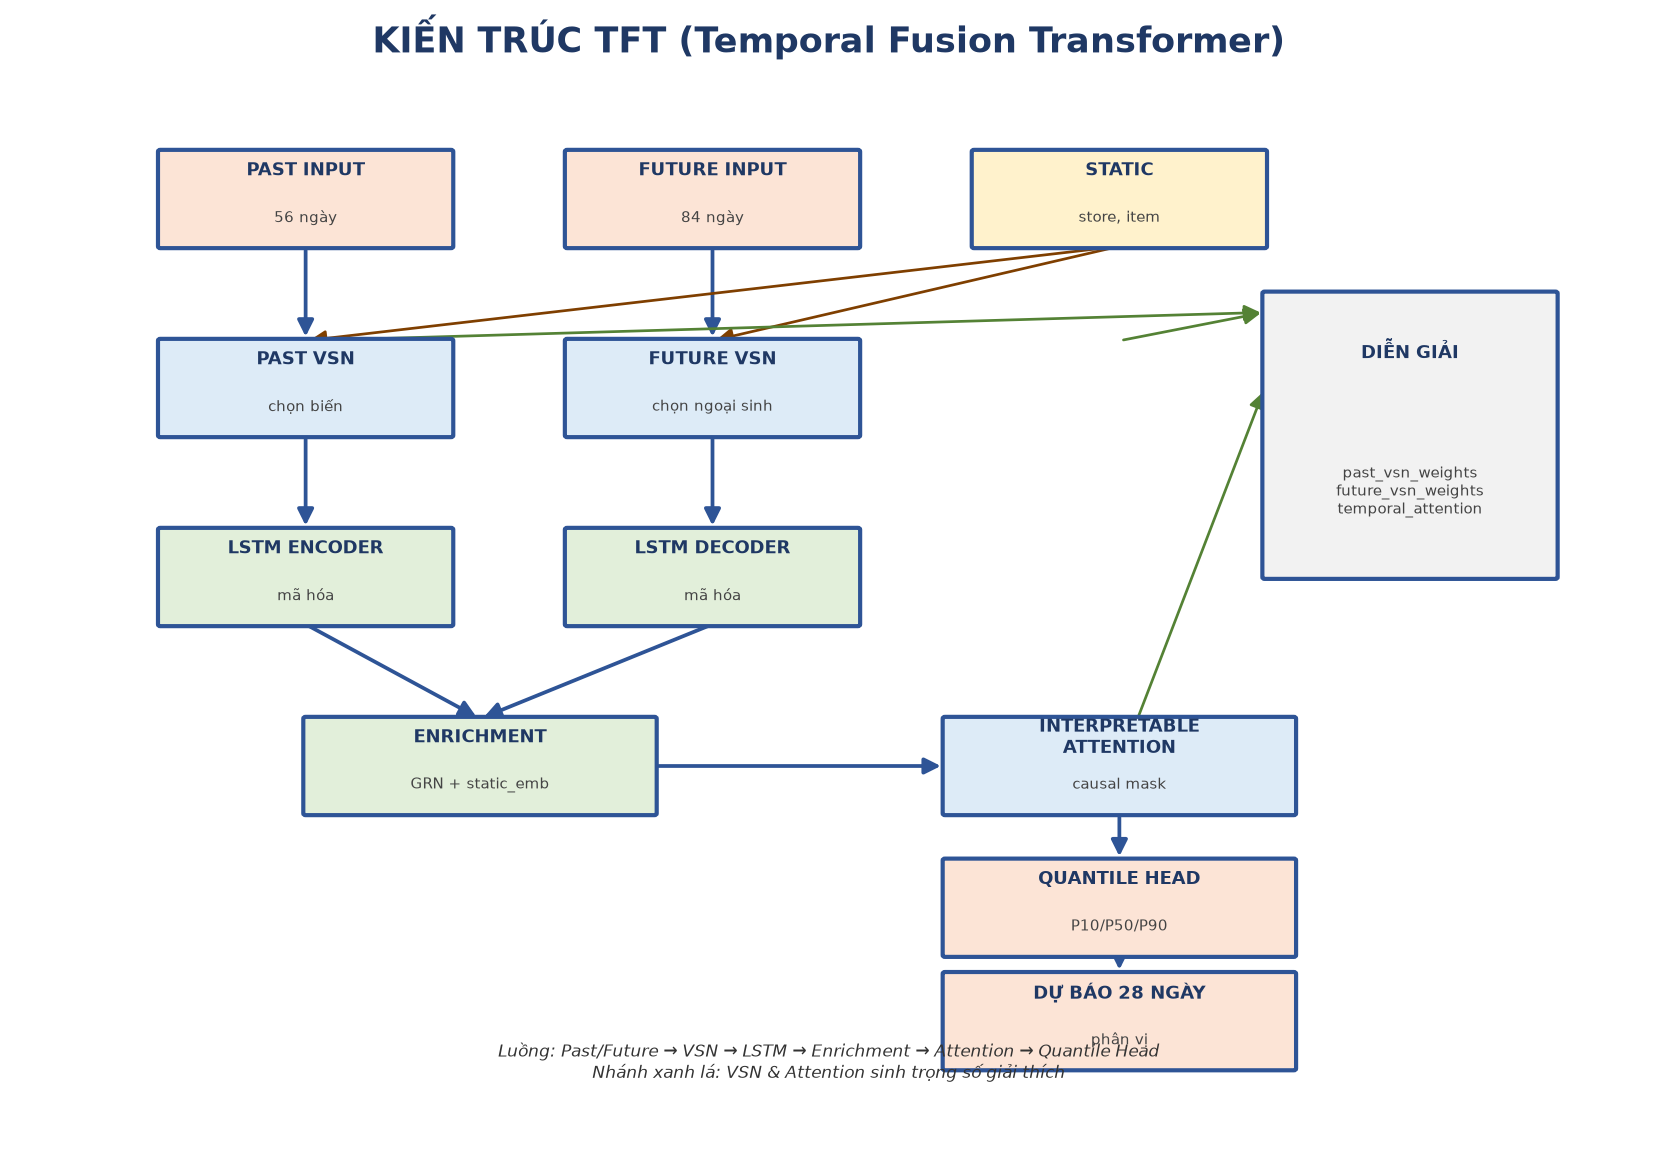 KIẾN TRÚC TFT (Temporal Fusion Transformer)
PAST INPUT
56 ngày
FUTURE INPUT
84 ngày
STATIC
store, item
PAST VSN
chọn biến
FUTURE VSN
chọn ngoại sinh
DIỄN GIẢI
past_vsn_weights
future_vsn_weights
temporal_attention
LSTM ENCODER
mã hóa
LSTM DECODER
mã hóa
ENRICHMENT
GRN + static_emb
INTERPRETABLE
ATTENTION
causal mask
QUANTILE HEAD
P10/P50/P90
DỰ BÁO 28 NGÀY
phân vị
Luồng: Past/Future → VSN → LSTM → Enrichment → Attention → Quantile Head
Nhánh xanh lá: VSN & Attention sinh trọng số giải thích